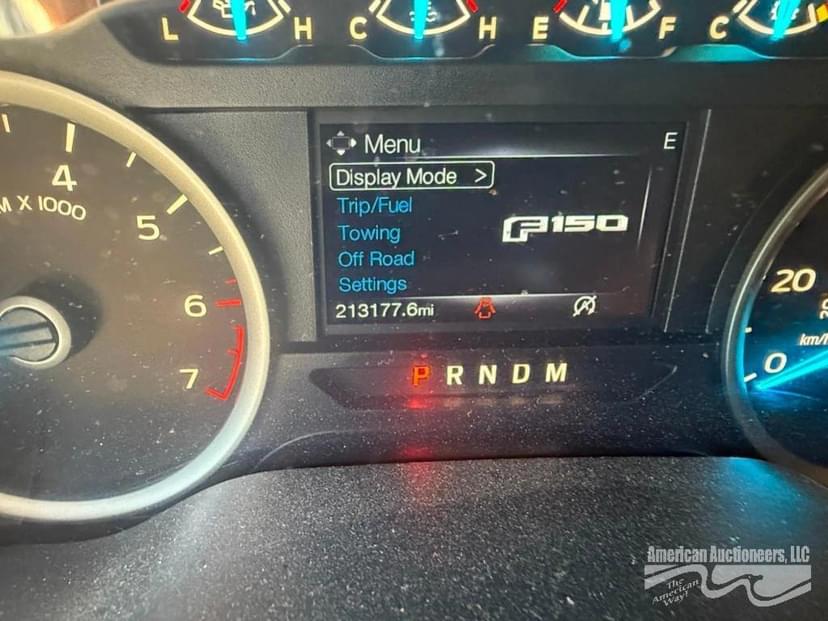 L H C H E F C
Menu E
4
M X 1000
5
6
7
Display Mode >
Trip/Fuel
Towing
Off Road
Settings
F150
213177.6mi
P R N D M
20
km/h
0
American Auctioneers, LLC
The
American
Way!